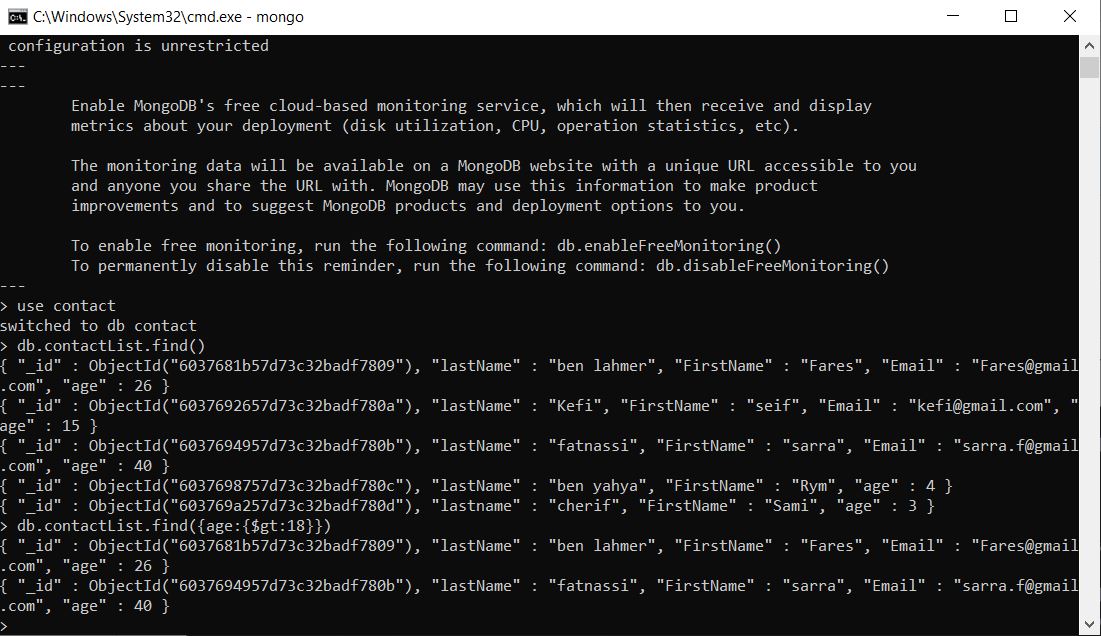 C:\Windows\System32\cmd.exe - mongo
configuration is unrestricted
---
---
Enable MongoDB's free cloud-based monitoring service, which will then receive and display
metrics about your deployment (disk utilization, CPU, operation statistics, etc).
The monitoring data will be available on a MongoDB website with a unique URL accessible to you
and anyone you share the URL with. MongoDB may use this information to make product
improvements and to suggest MongoDB products and deployment options to you.
To enable free monitoring, run the following command: db.enableFreeMonitoring()
To permanently disable this reminder, run the following command: db.disableFreeMonitoring()
---
> use contact
switched to db contact
> db.contactList.find()
{ "_id" : ObjectId("6037681b57d73c32badf7809"), "lastName" : "ben lahmer", "FirstName" : "Fares", "Email" : "Fares@gmail
.com", "age" : 26 }
{ "_id" : ObjectId("6037692657d73c32badf780a"), "lastName" : "Kefi", "FirstName" : "seif", "Email" : "kefi@gmail.com", "
age" : 15 }
{ "_id" : ObjectId("6037694957d73c32badf780b"), "lastName" : "fatnassi", "FirstName" : "sarra", "Email" : "sarra.f@gmail
.com", "age" : 40 }
{ "_id" : ObjectId("6037698757d73c32badf780c"), "lastName" : "ben yahya", "FirstName" : "Rym", "age" : 4 }
{ "_id" : ObjectId("603769a257d73c32badf780d"), "lastname" : "cherif", "FirstName" : "Sami", "age" : 3 }
> db.contactList.find({age:{$gt:18}})
{ "_id" : ObjectId("6037681b57d73c32badf7809"), "lastName" : "ben lahmer", "FirstName" : "Fares", "Email" : "Fares@gmail
.com", "age" : 26 }
{ "_id" : ObjectId("6037694957d73c32badf780b"), "lastName" : "fatnassi", "FirstName" : "sarra", "Email" : "sarra.f@gmail
.com", "age" : 40 }
>